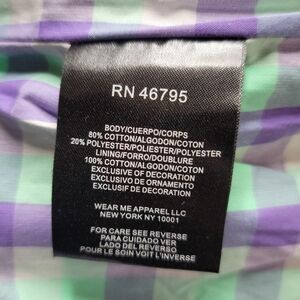 RN 46795
BODY/CUERPO/CORPS
80% COTTON/ALGODON/COTON
20% POLYESTER/POLIESTER/POLYESTER
LINING/FORRO/DOUBLURE
100% COTTON/ALGODON/COTON
EXCLUSIVE OF DECORATION
EXCLUSIVO DE ORNAMENTO
EXCLUSIF DE DECORATION
WEAR ME APPAREL LLC
NEW YORK NY 10001
FOR CARE SEE REVERSE
PARA CUIDADO VER
LADO DEL REVERSO
POUR LE SOIN VOIT L'INVERSE